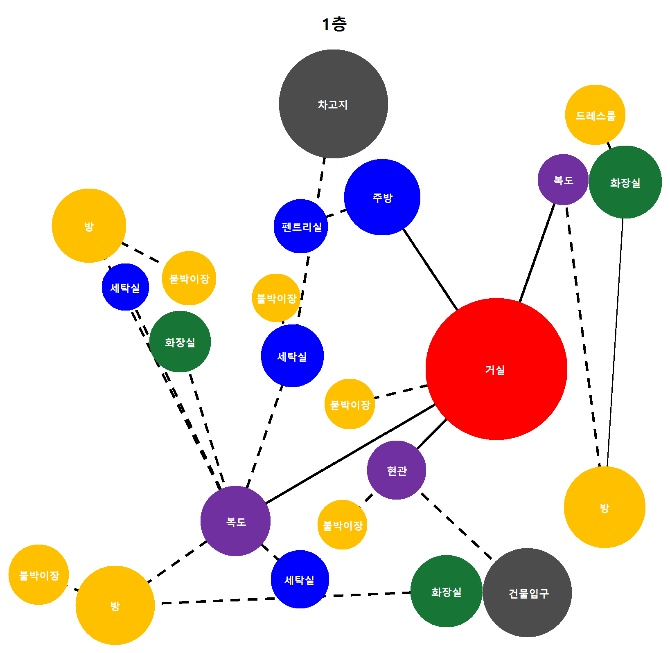 1층
차고지
드레스룸
복도
화장실
주방
펜트리실
방
붙박이장
세탁실
붙박이장
화장실
세탁실
거실
붙박이장
현관
복도
붙박이장
방
붙박이장
세탁실
화장실
건물입구
방